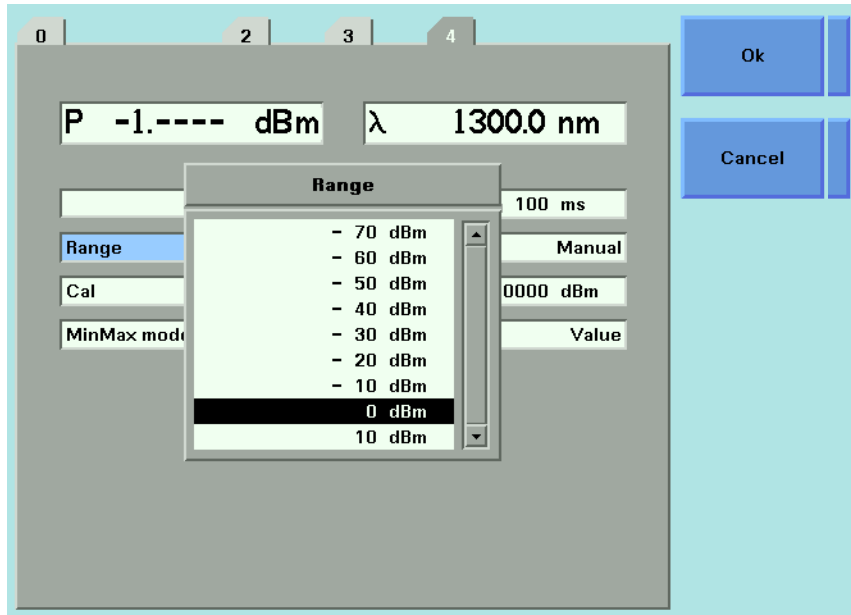 0 2 3 4
Ok
P -1.---- dBm λ 1300.0 nm
Cancel
Range
100 ms
- 70 dBm
Range Manual
- 60 dBm
- 50 dBm
Cal 0000 dBm
- 40 dBm
- 30 dBm
MinMax mode Value
- 20 dBm
- 10 dBm
0 dBm
10 dBm